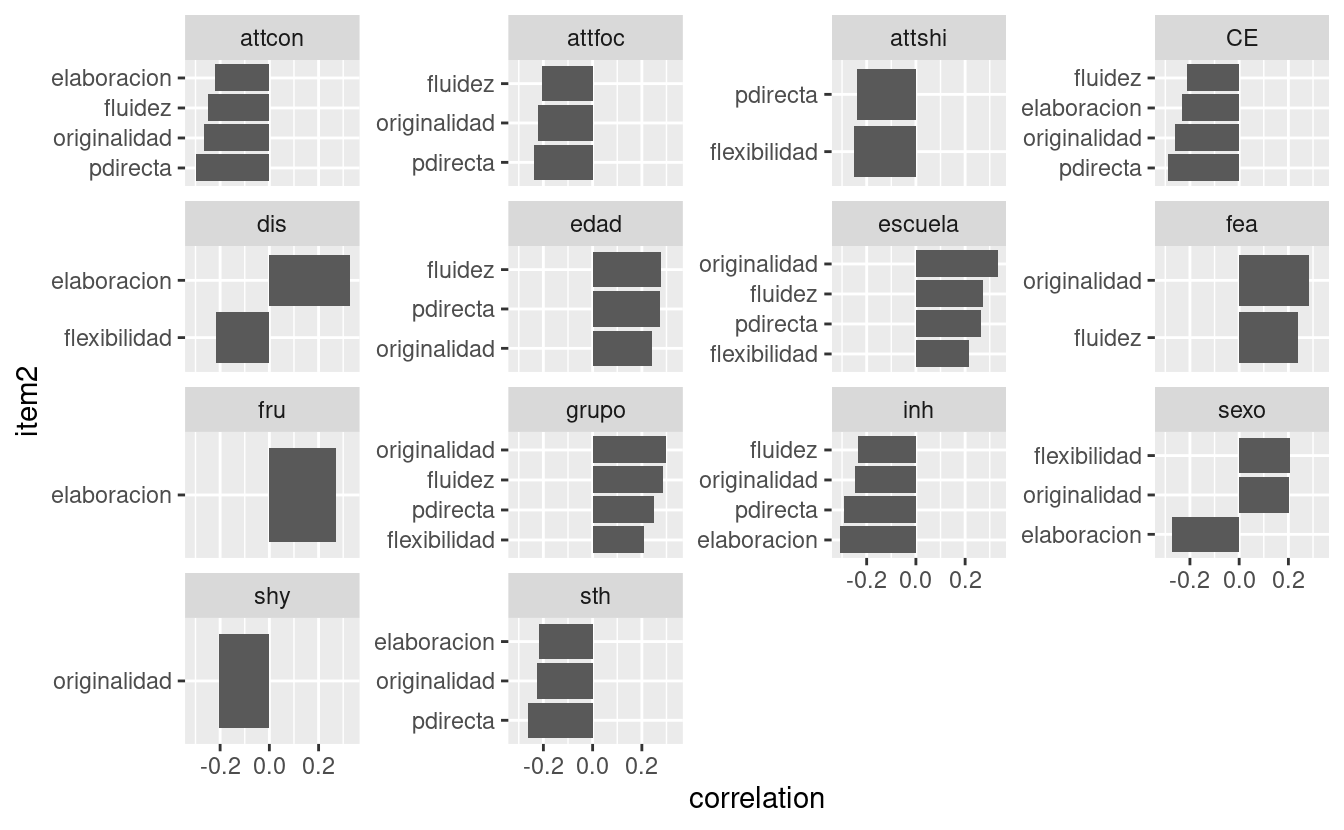 attcon
elaboracion
fluidez
originalidad
pdirecta
attfoc
fluidez
originalidad
pdirecta
attshi
pdirecta
flexibilidad
CE
fluidez
elaboracion
originalidad
pdirecta
dis
elaboracion
flexibilidad
edad
fluidez
pdirecta
originalidad
escuela
originalidad
fluidez
pdirecta
flexibilidad
fea
originalidad
fluidez
fru
elaboracion
grupo
originalidad
fluidez
pdirecta
flexibilidad
inh
fluidez
originalidad
pdirecta
elaboracion
-0.2 0.0 0.2
sexo
flexibilidad
originalidad
elaboracion
-0.2 0.0 0.2
shy
originalidad
-0.2 0.0 0.2
sth
elaboracion
originalidad
pdirecta
-0.2 0.0 0.2
item2
correlation